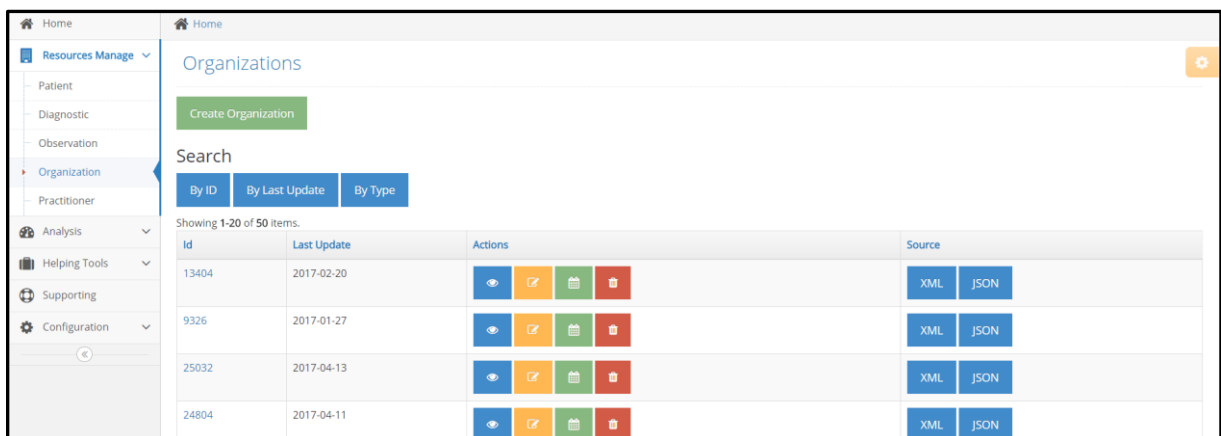 Home
Resources Manage
Patient
Diagnostic
Observation
Organization
Practitioner
Analysis
Helping Tools
Supporting
Configuration
Home
Organizations
Create Organization
Search
By ID By Last Update By Type
Showing 1-20 of 50 items.
Id Last Update Actions Source
13404 2017-02-20 XML JSON
9326 2017-01-27 XML JSON
25032 2017-04-13 XML JSON
24804 2017-04-11 XML JSON